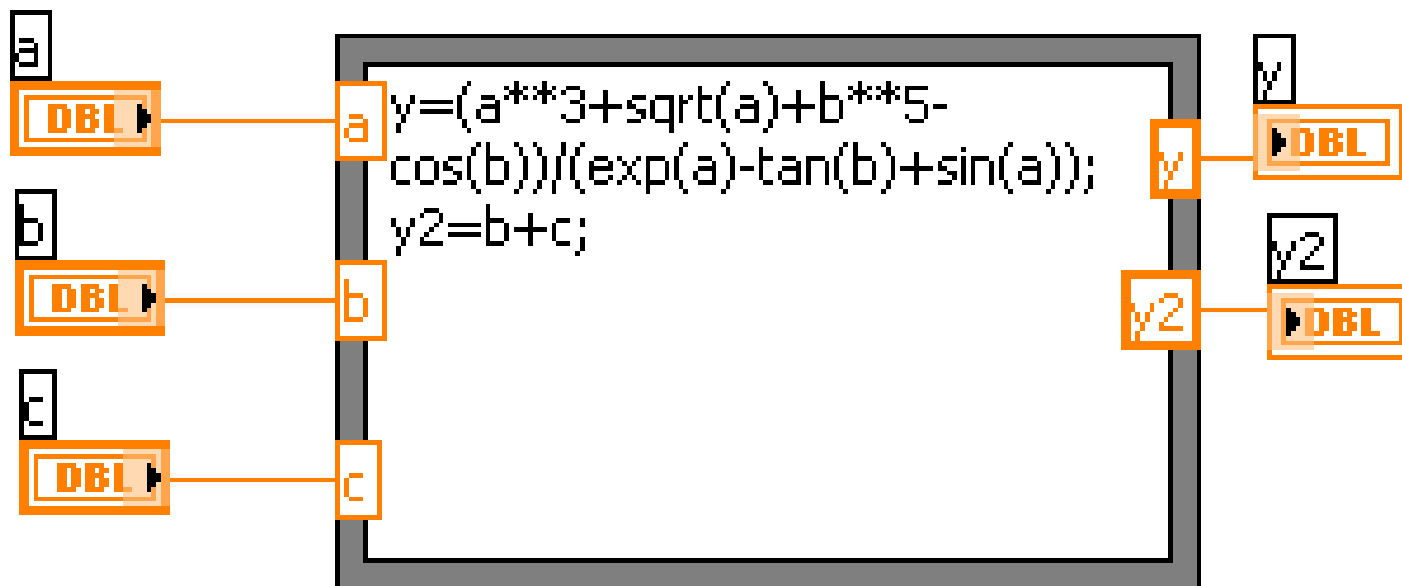 a
DBL
a
y=(a**3+sqrt(a)+b**5-
cos(b))/(exp(a)-tan(b)+sin(a));
y2=b+c;
y
y
DBL
b
DBL
b
y2
y2
DBL
c
DBL
c